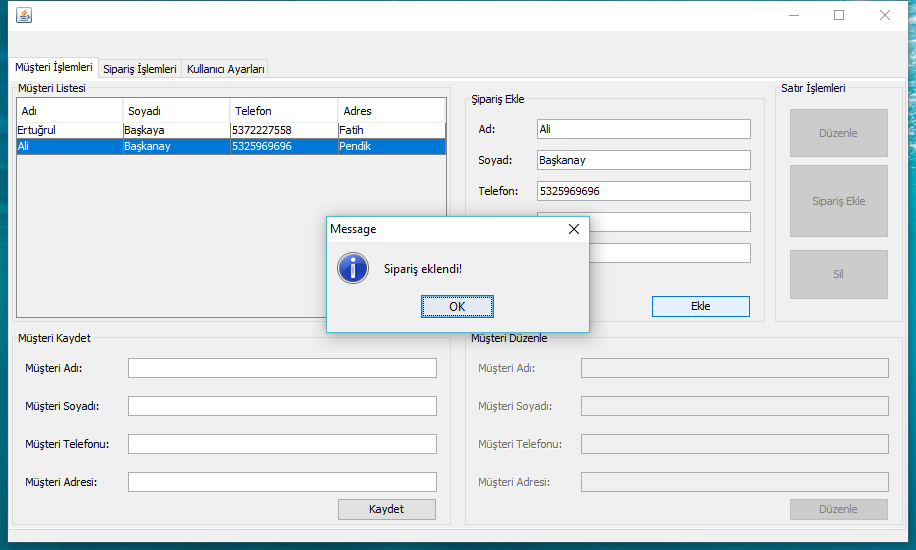 Müşteri İşlemleri
Sipariş İşlemleri
Kullanıcı Ayarları
Müşteri Listesi
Adı Soyadı Telefon Adres
Ertuğrul Başkaya 5372227558 Fatih
Ali Başkanay 5325969696 Pendik
Şipariş Ekle
Ad: Ali
Soyad: Başkanay
Telefon: 5325969696
Ekle
Satır İşlemleri
Düzenle
Sipariş Ekle
Sil
Message
Sipariş eklendi!
OK
Müşteri Kaydet
Müşteri Adı:
Müşteri Soyadı:
Müşteri Telefonu:
Müşteri Adresi:
Kaydet
Müşteri Düzenle
Müşteri Adı:
Müşteri Soyadı:
Müşteri Telefonu:
Müşteri Adresi:
Düzenle